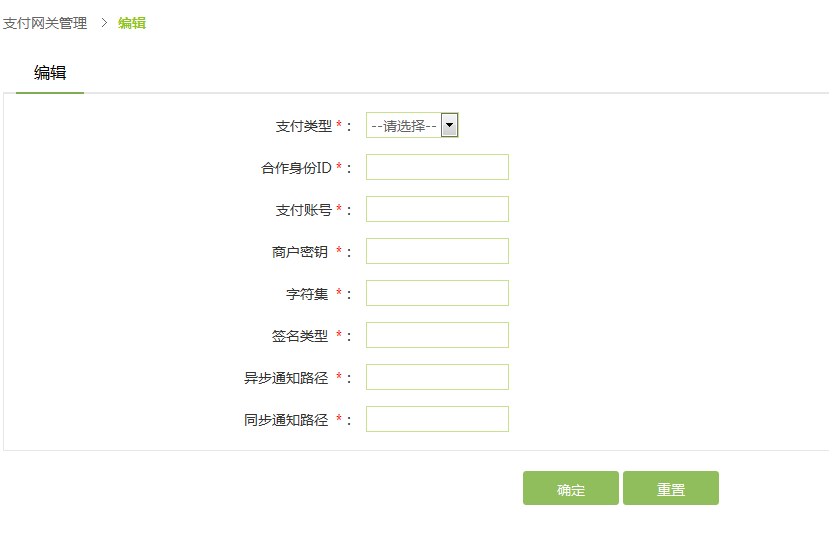 支付网关管理 > 编辑
编辑
支付类型 * : --请选择--
合作身份ID * :
支付账号 * :
商户密钥 * :
字符集 * :
签名类型 * :
异步通知路径 * :
同步通知路径 * :
确定 重置